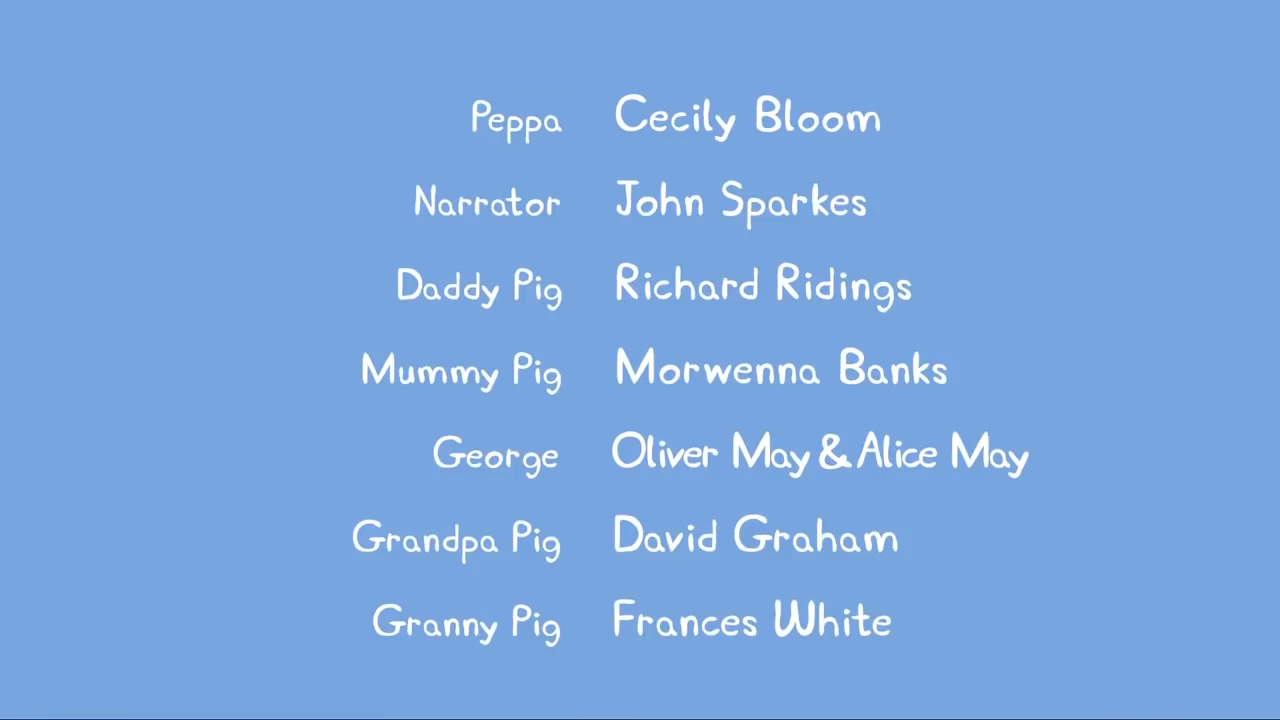 Peppa Cecily Bloom
Narrator John Sparkes
Daddy Pig Richard Ridings
Mummy Pig Morwenna Banks
George Oliver May & Alice May
Grandpa Pig David Graham
Granny Pig Frances White